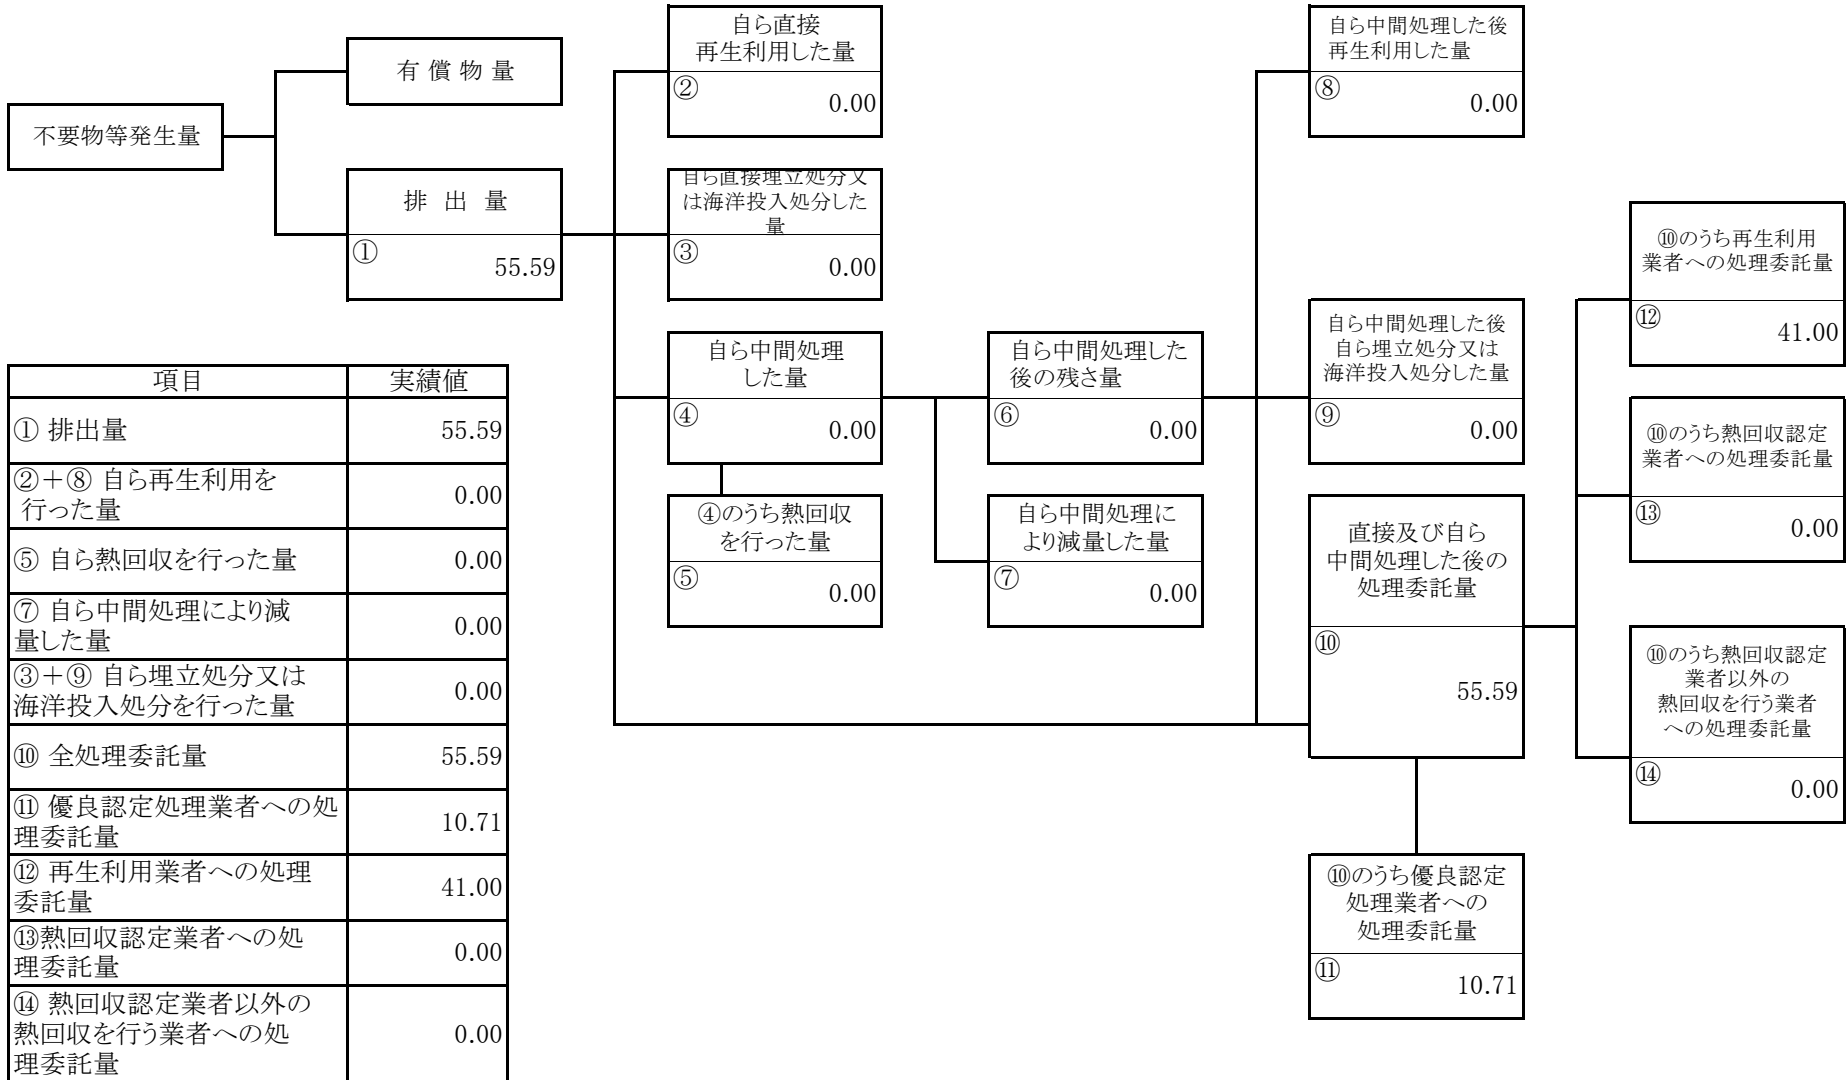 不要物等発生量
有 償 物 量
排 出 量
①
55.59
自ら直接
再生利用した量
②
0.00
自ら直接埋立処分又
は海洋投入処分した
量
③
0.00
自ら中間処理
した量
④
0.00
④のうち熱回収
を行った量
⑤
0.00
自ら中間処理した
後の残さ量
⑥
0.00
自ら中間処理に
より減量した量
⑦
0.00
自ら中間処理した後
再生利用した量
⑧
0.00
自ら中間処理した後
自ら埋立処分又は
海洋投入処分した量
⑨
0.00
直接及び自ら
中間処理した後の
処理委託量
⑩
55.59
⑩のうち優良認定
処理業者への
処理委託量
⑪
10.71
⑩のうち再生利用
業者への処理委託量
⑫
41.00
⑩のうち熱回収認定
業者への処理委託量
⑬
0.00
⑩のうち熱回収認定
業者以外の
熱回収を行う業者
への処理委託量
⑭
0.00
項目 実績値
① 排出量 55.59
②＋⑧ 自ら再生利用を
行った量
0.00
⑤ 自ら熱回収を行った量 0.00
⑦ 自ら中間処理により減
量した量
0.00
③＋⑨ 自ら埋立処分又は
海洋投入処分を行った量
0.00
⑩ 全処理委託量 55.59
⑪ 優良認定処理業者への処
理委託量
10.71
⑫ 再生利用業者への処理
委託量
41.00
⑬熱回収認定業者への処
理委託量
0.00
⑭ 熱回収認定業者以外の
熱回収を行う業者への処
理委託量
0.00